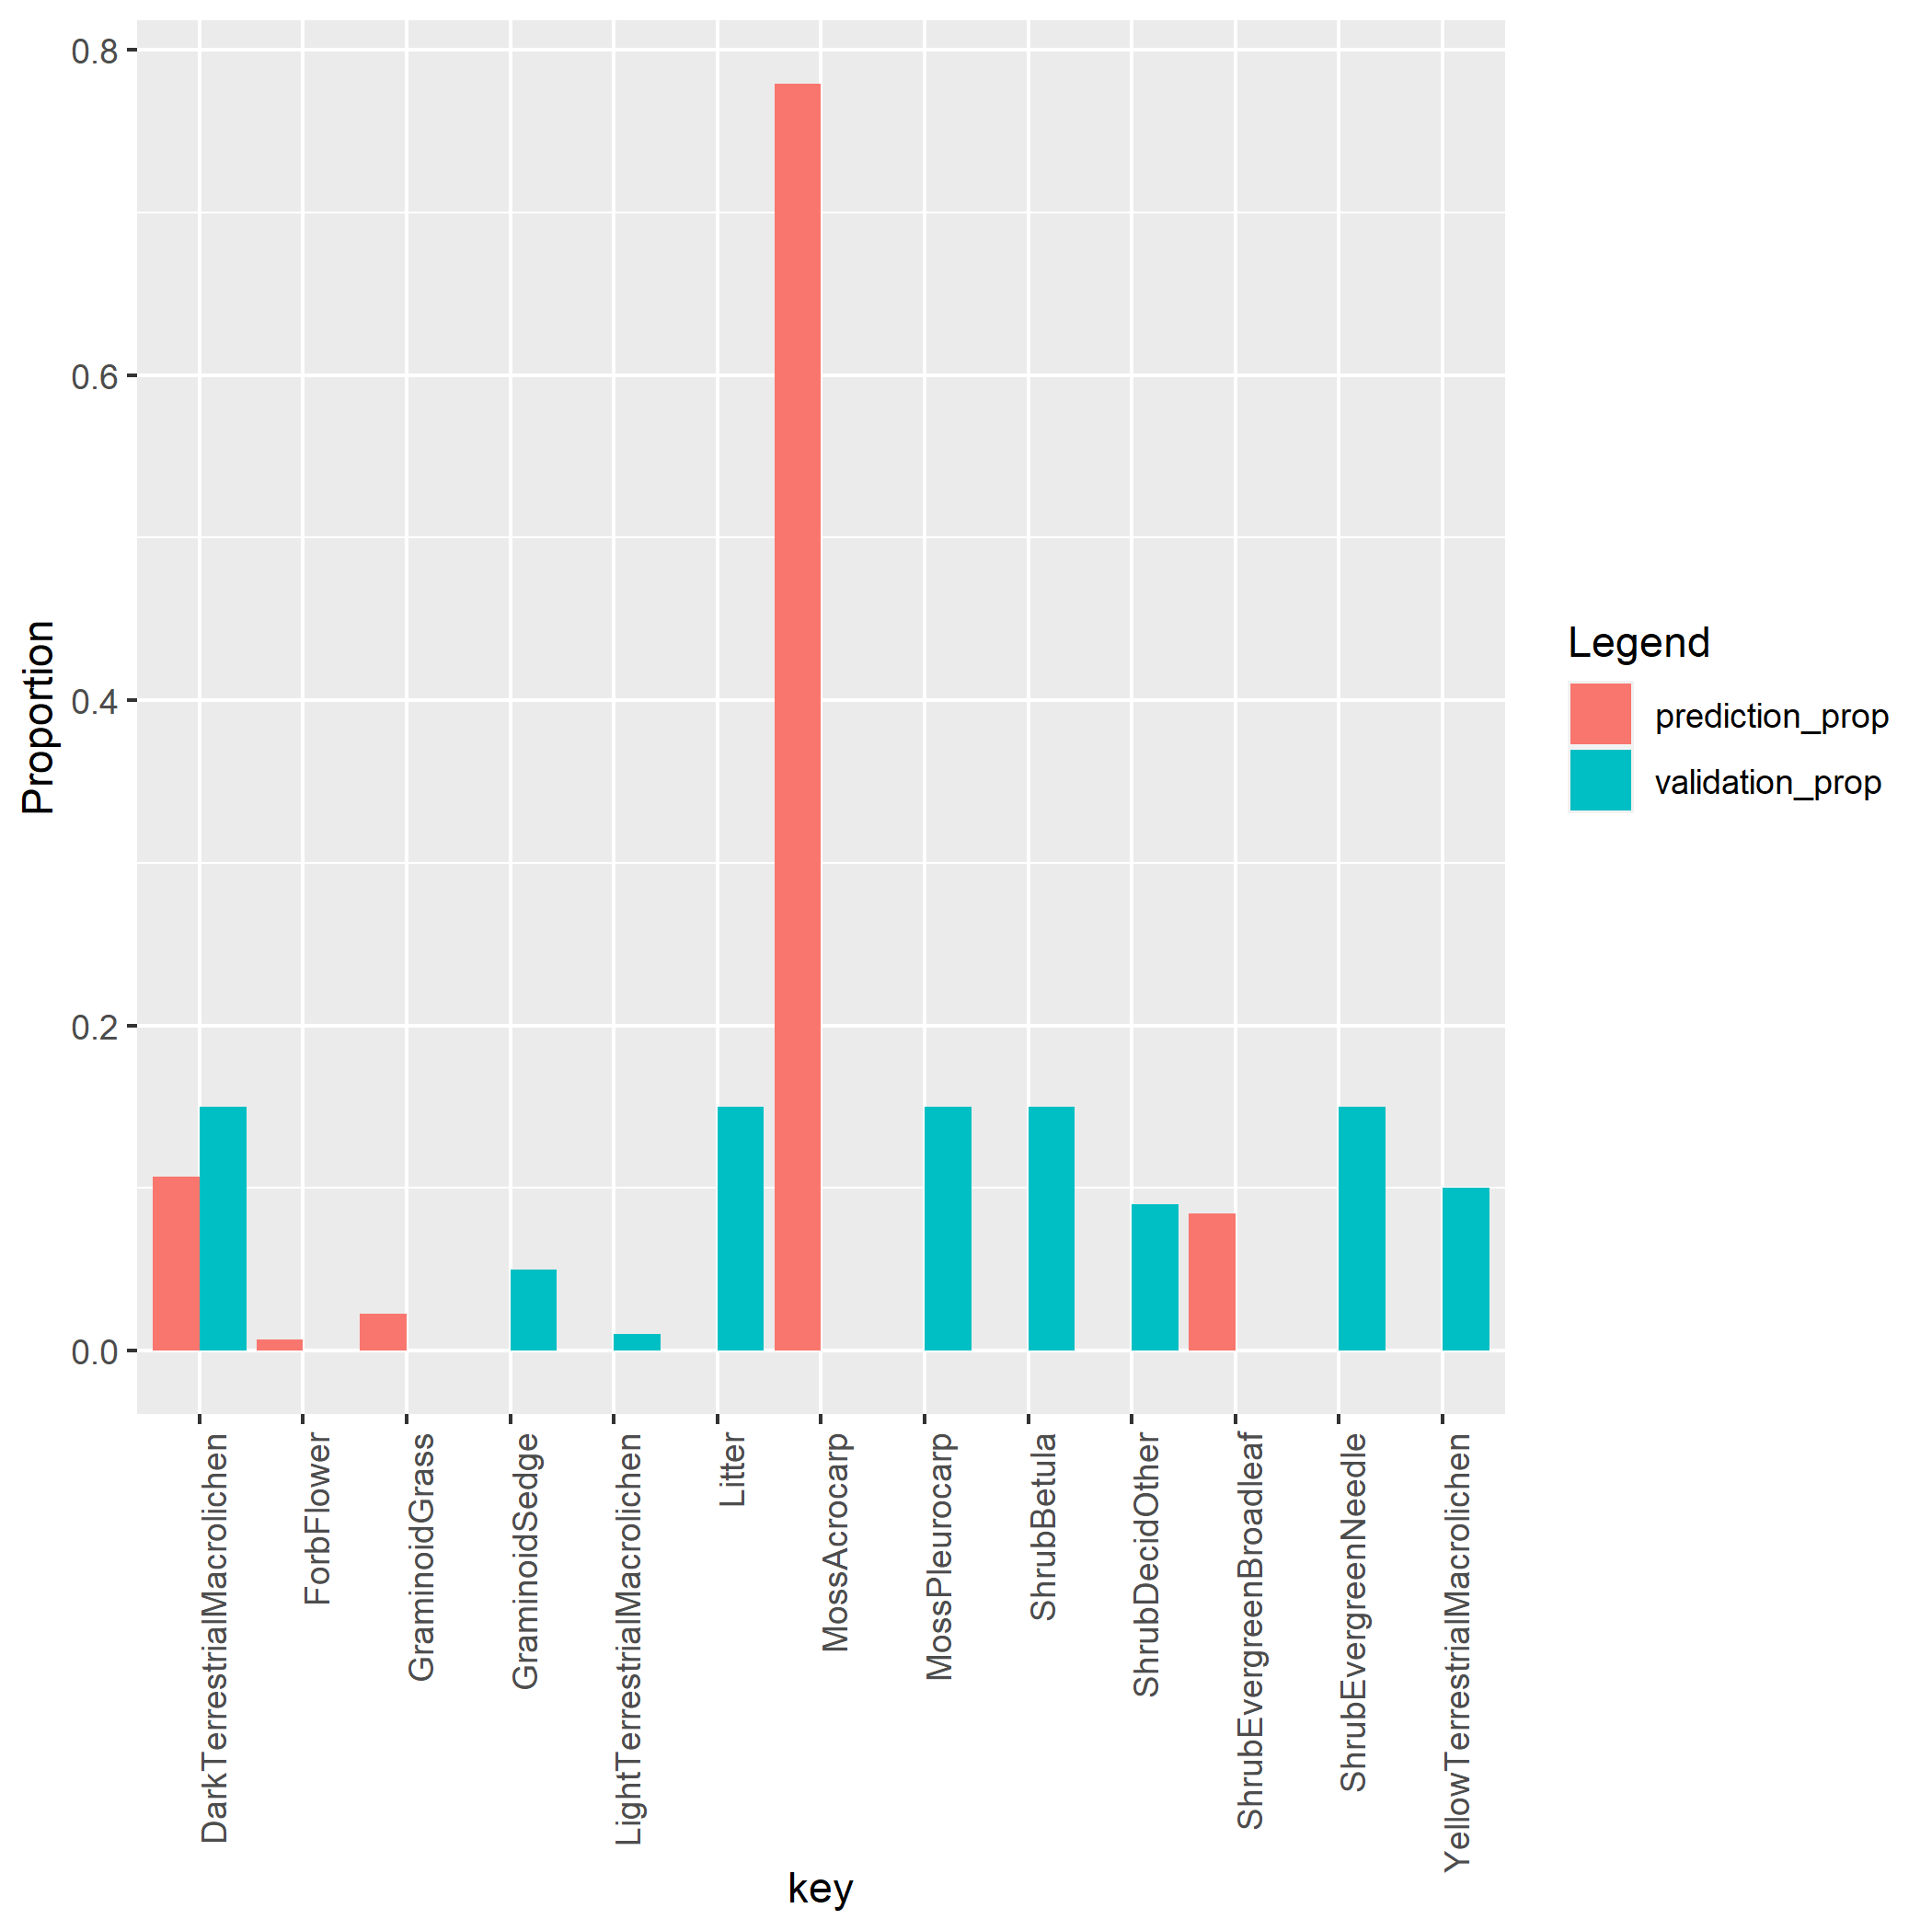 0.8
0.6
0.4
0.2
0.0
Proportion
DarkTerrestrialMacrolichen
ForbFlower
GraminoidGrass
GraminoidSedge
LightTerrestrialMacrolichen
Litter
MossAcrocarp
MossPleurocarp
ShrubBetula
ShrubDecidOther
ShrubEvergreenBroadleaf
ShrubEvergreenNeedle
YellowTerrestrialMacrolichen
key
Legend
prediction_prop
validation_prop